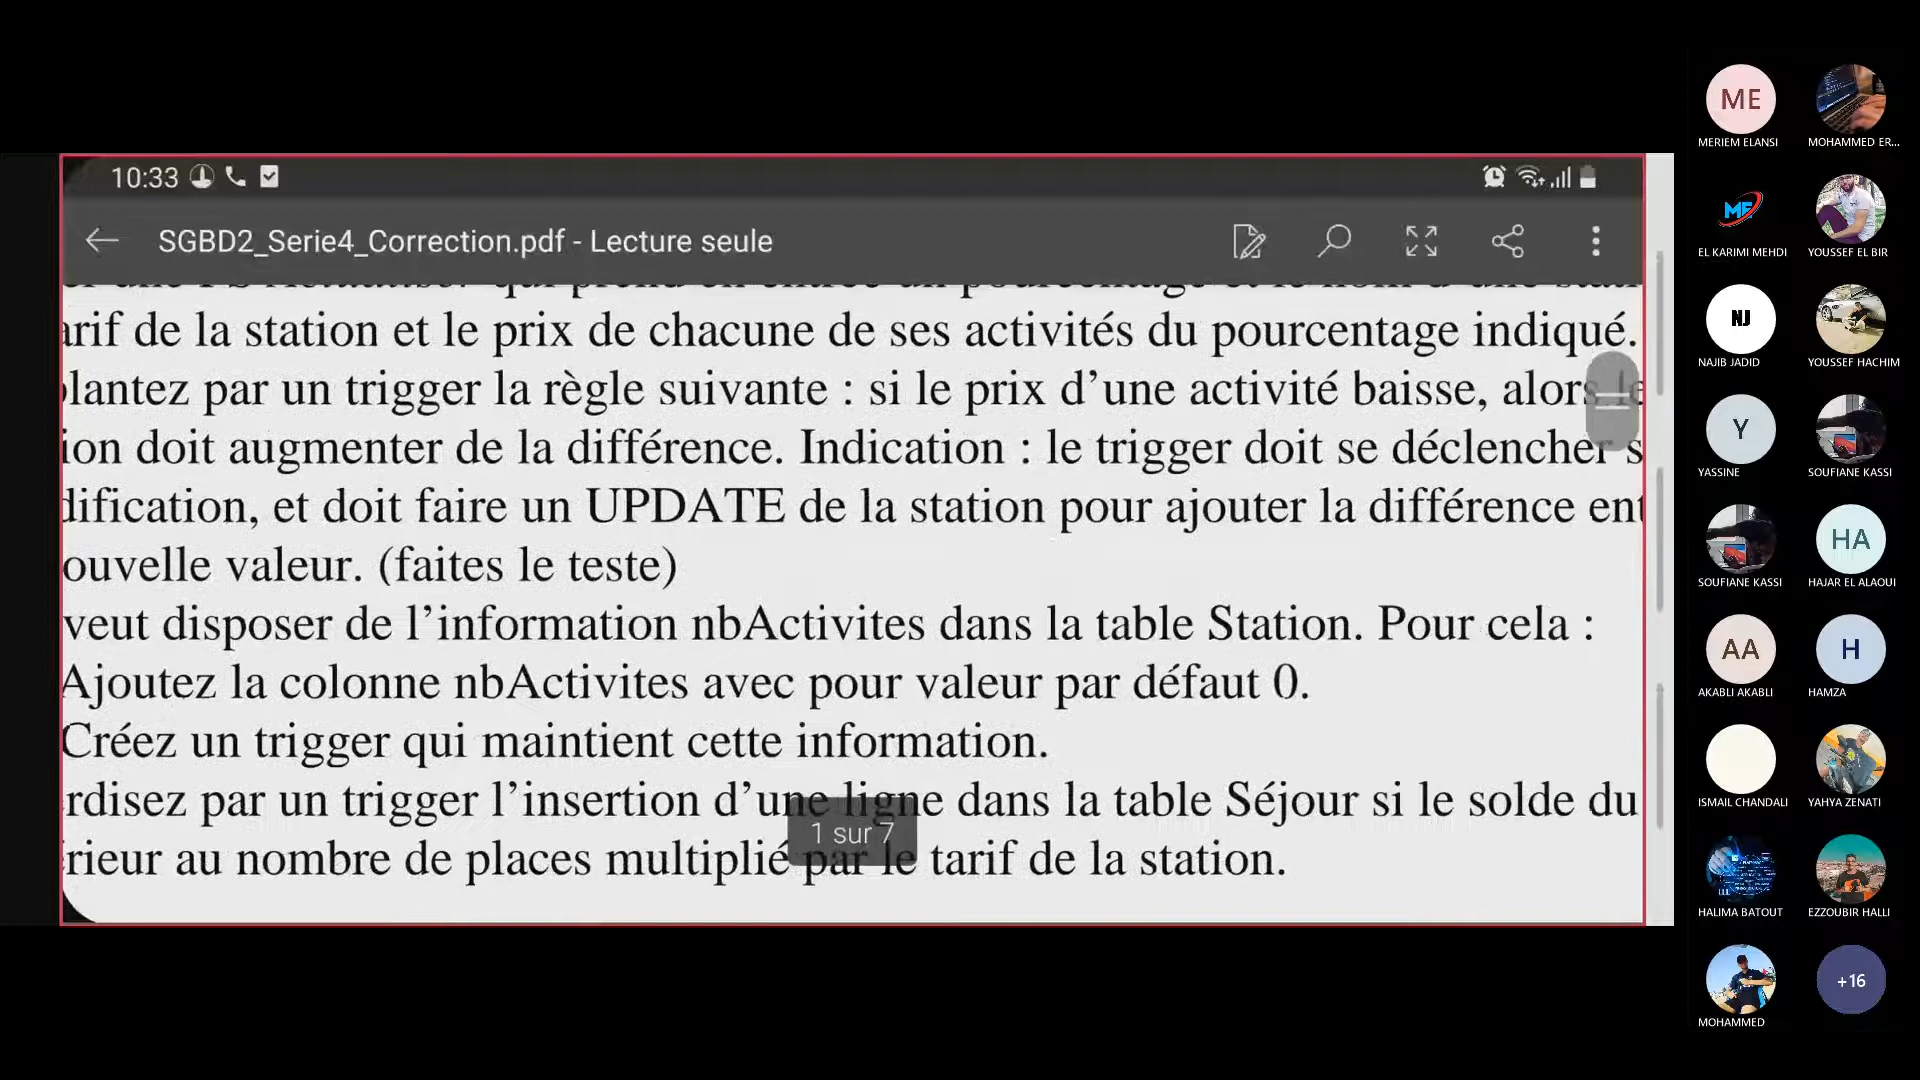 10:33
SGBD2_Serie4_Correction.pdf - Lecture seule
arif de la station et le prix de chacune de ses activités du pourcentage indiqué.
plantez par un trigger la règle suivante : si le prix d’une activité baisse, alors le
ion doit augmenter de la différence. Indication : le trigger doit se déclencher s
dification, et doit faire un UPDATE de la station pour ajouter la différence ent
ouvelle valeur. (faites le teste)
veut disposer de l’information nbActivites dans la table Station. Pour cela :
Ajoutez la colonne nbActivites avec pour valeur par défaut 0.
Créez un trigger qui maintient cette information.
rdisez par un trigger l’insertion d’une ligne dans la table Séjour si le solde du
rieur au nombre de places multiplié par le tarif de la station.
1 sur 7
ME
MERIEM ELANSI
MOHAMMED ER...
ME
EL KARIMI MEHDI
YOUSSEF EL BIR
NJ
NAJIB JADID
YOUSSEF HACHIM
Y
YASSINE
SOUFIANE KASSI
SOUFIANE KASSI
HA
HAJAR EL ALAOUI
AA
AKABLI AKABLI
H
HAMZA
ISMAIL CHANDALI
YAHYA ZENATI
HALIMA BATOUT
EZZOUBIR HALLI
MOHAMMED
+16